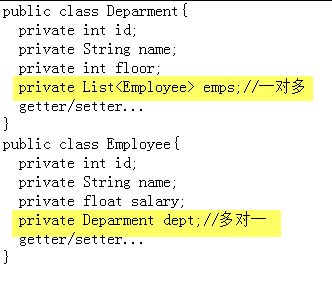 public class Deparment{
private int id;
private String name;
private int floor;
private List<Employee> emps;//一对多
getter/setter...
}
public class Employee{
private int id;
private String name;
private float salary;
private Deparment dept;//多对一
getter/setter...
}